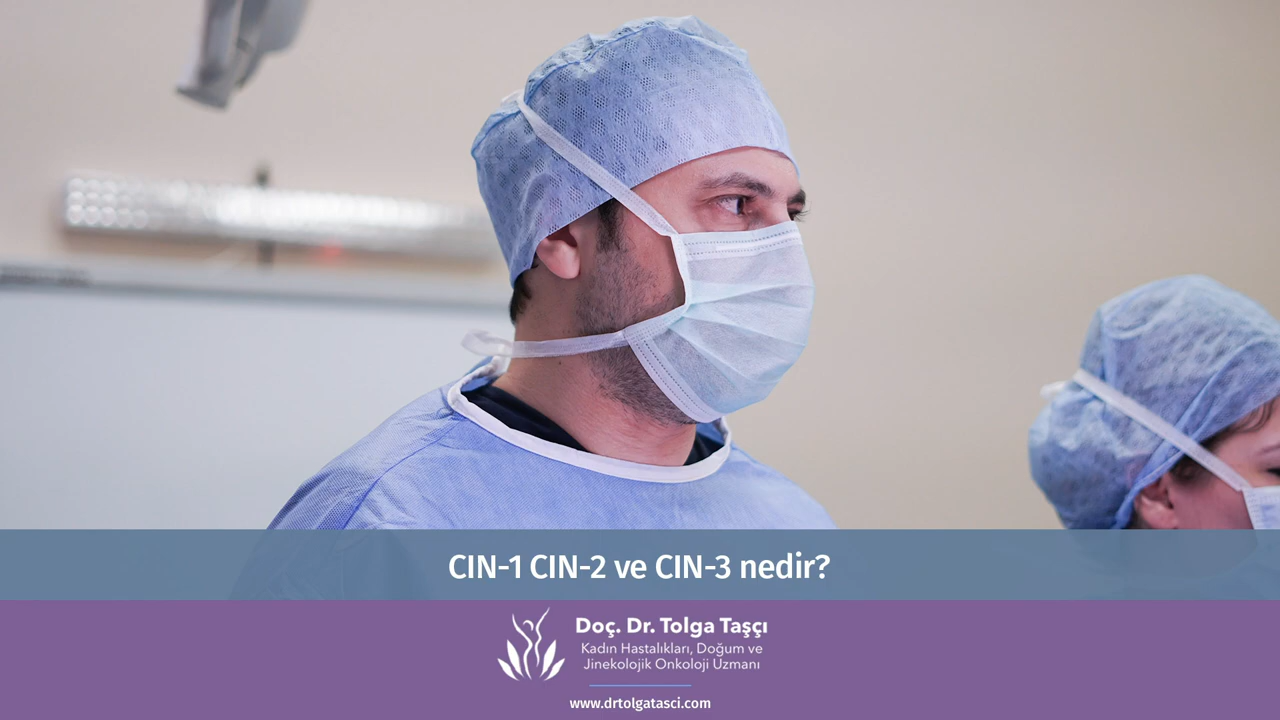 CIN-1 CIN-2 ve CIN-3 nedir?
Doç. Dr. Tolga Taşçı
Kadın Hastalıkları, Doğum ve
Jinekolojik Onkoloji Uzmanı
www.drtolgatasci.com